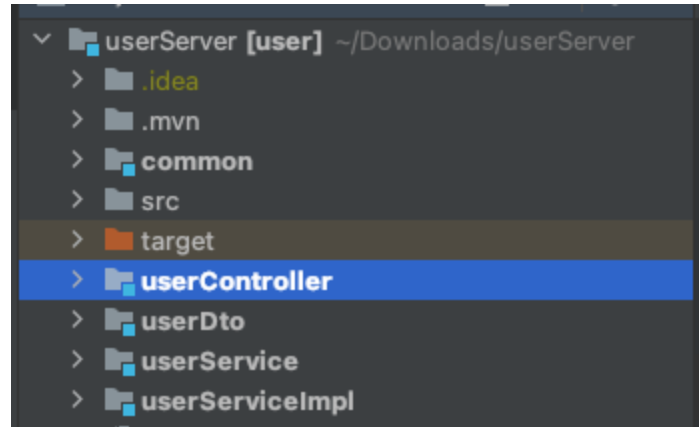 userServer [user] ~/Downloads/userServer
.idea
.mvn
common
src
target
userController
userDto
userService
userServiceImpl